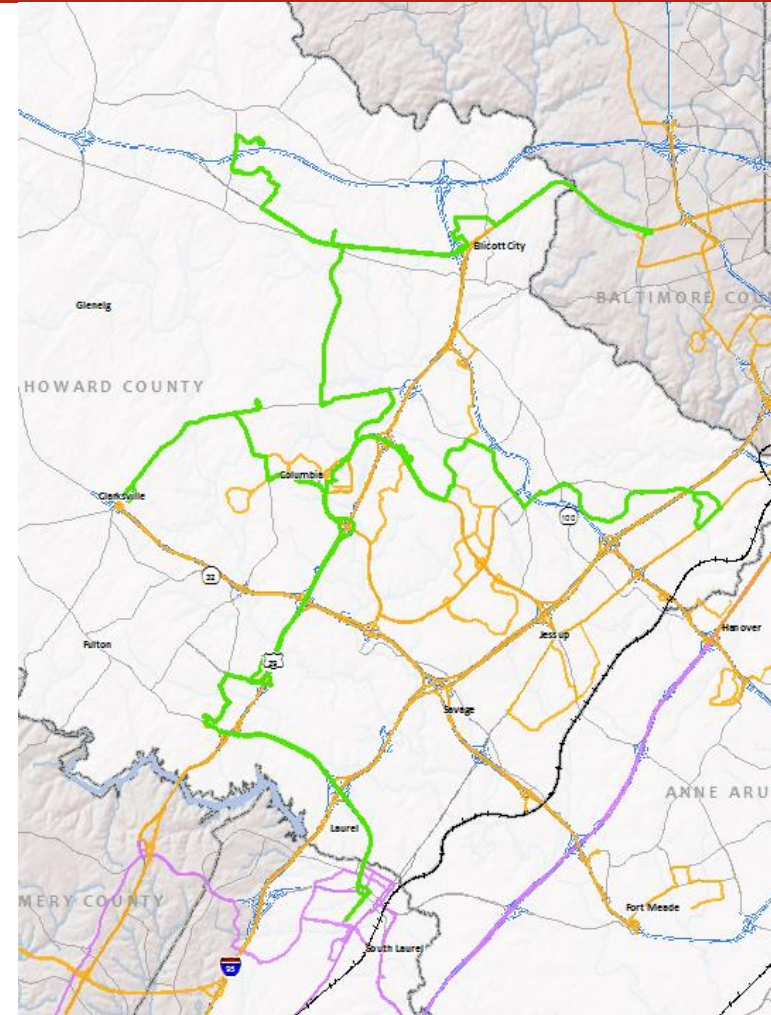 Ellicott City
BALTIMORE COU
Glenelg
HOWARD COUNTY
Columbia
Clarksville
100
32
Hanover
Jessup
Fulton
29
Savage
ANNE ARU
Laurel
MERY COUNTY
Fort Meade
South Laurel
95